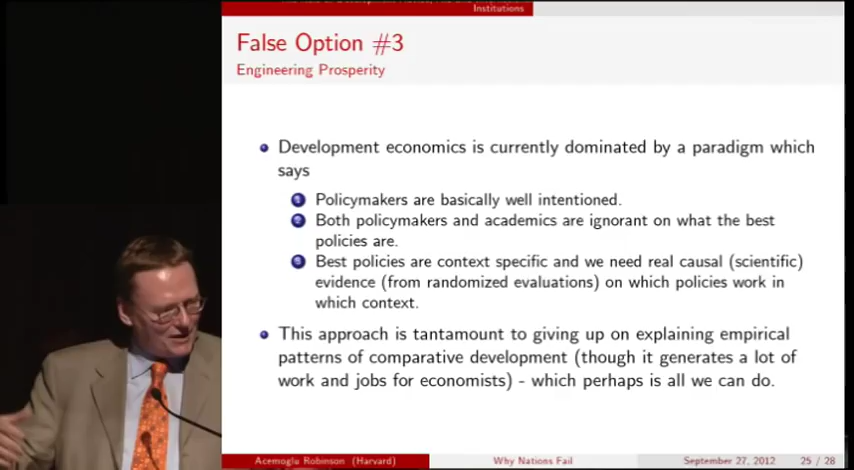 Institutions
False Option #3
Engineering Prosperity
Development economics is currently dominated by a paradigm which
says
1 Policymakers are basically well intentioned.
2 Both policymakers and academics are ignorant on what the best
policies are.
3 Best policies are context specific and we need real causal (scientific)
evidence (from randomized evaluations) on which policies work in
which context.
This approach is tantamount to giving up on explaining empirical
patterns of comparative development (though it generates a lot of
work and jobs for economists) - which perhaps is all we can do.
Acemoglu Robinson (Harvard) Why Nations Fail September 27, 2012 25 / 28